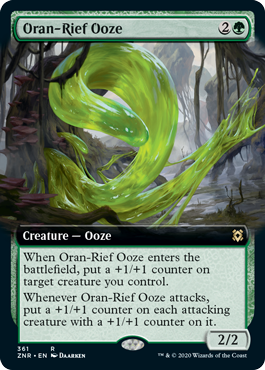 Oran-Rief Ooze 2
Creature — Ooze
When Oran-Rief Ooze enters the
battlefield, put a +1/+1 counter on
target creature you control.
Whenever Oran-Rief Ooze attacks,
put a +1/+1 counter on each attacking
creature with a +1/+1 counter on it.
2/2
361 R
ZNR • EN DAARKEN
™ & © 2020 Wizards of the Coast